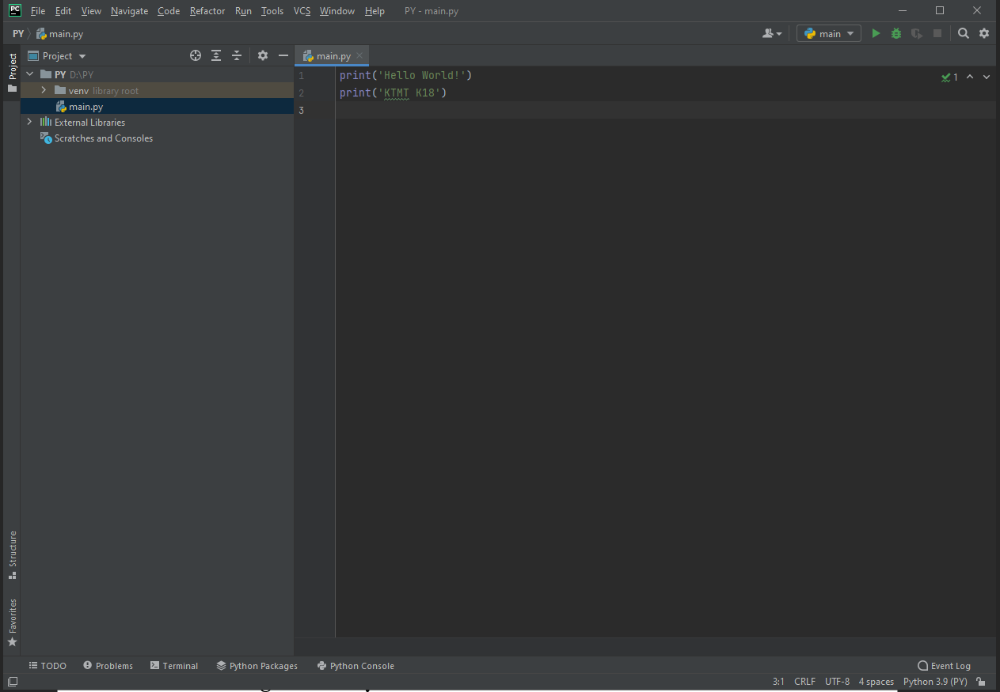 PC File Edit View Navigate Code Refactor Run Tools VCS Window Help PY - main.py
PY main.py main
Project Project main.py
PY D:\PY
venv library root
main.py
External Libraries
Scratches and Consoles
1 print('Hello World!') 1
2 print('KTMT K18')
3
Structure
Favorites
TODO Problems Terminal Python Packages Python Console Event Log
3:1 CRLF UTF-8 4 spaces Python 3.9 (PY)